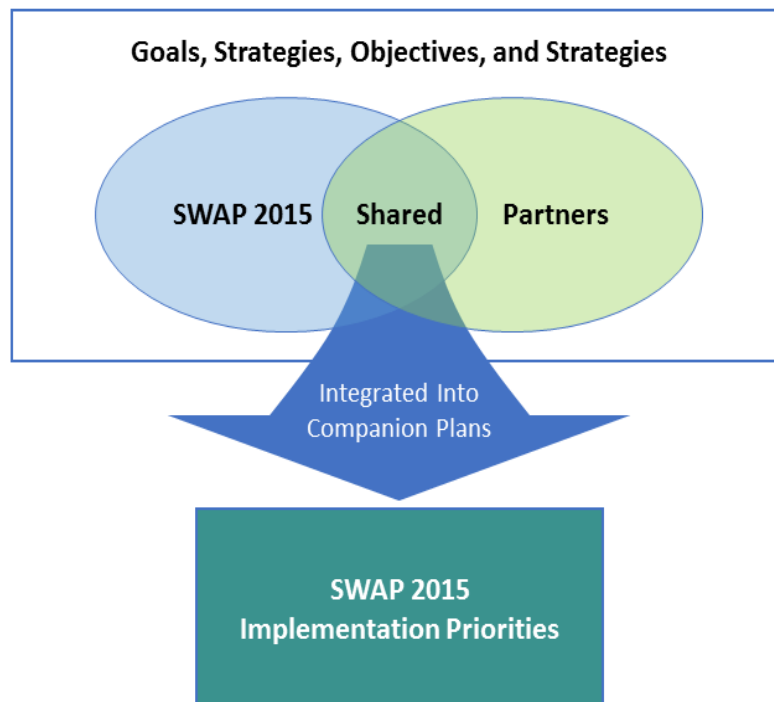 Goals, Strategies, Objectives, and Strategies
SWAP 2015
Shared
Partners
Integrated Into
Companion Plans
SWAP 2015
Implementation Priorities